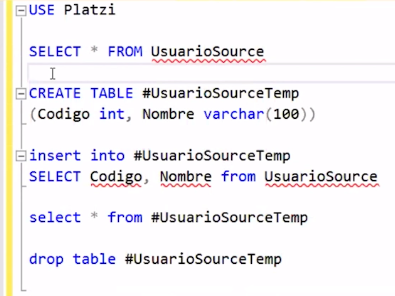 USE Platzi
SELECT * FROM UsuarioSource
CREATE TABLE #UsuarioSourceTemp
(Codigo int, Nombre varchar(100))
insert into #UsuarioSourceTemp
SELECT Codigo, Nombre from UsuarioSource
select * from #UsuarioSourceTemp
drop table #UsuarioSourceTemp